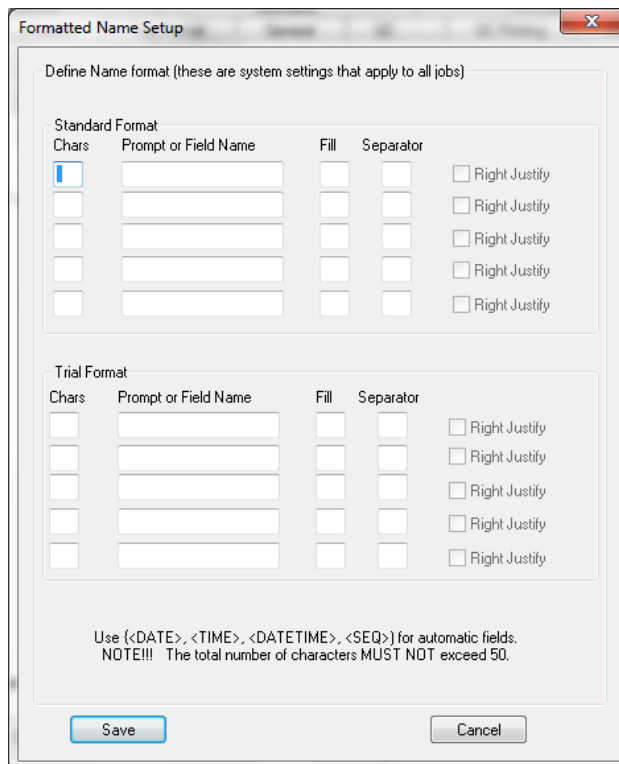 Formatted Name Setup
General
QC
Define Name format (these are system settings that apply to all jobs)
Standard Format
Chars Prompt or Field Name Fill Separator
Right Justify
Right Justify
Right Justify
Right Justify
Right Justify
Trial Format
Chars Prompt or Field Name Fill Separator
Right Justify
Right Justify
Right Justify
Right Justify
Right Justify
Use {<DATE>, <TIME>, <DATETIME>, <SEQ>} for automatic fields.
NOTE!!! The total number of characters MUST NOT exceed 50.
Save Cancel